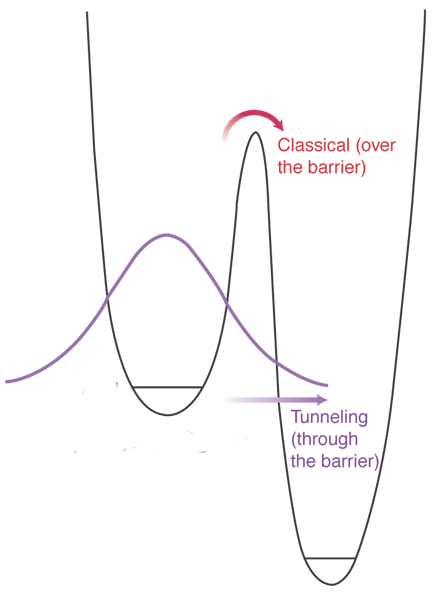 Classical (over
the barrier)
Tunneling
(through
the barrier)